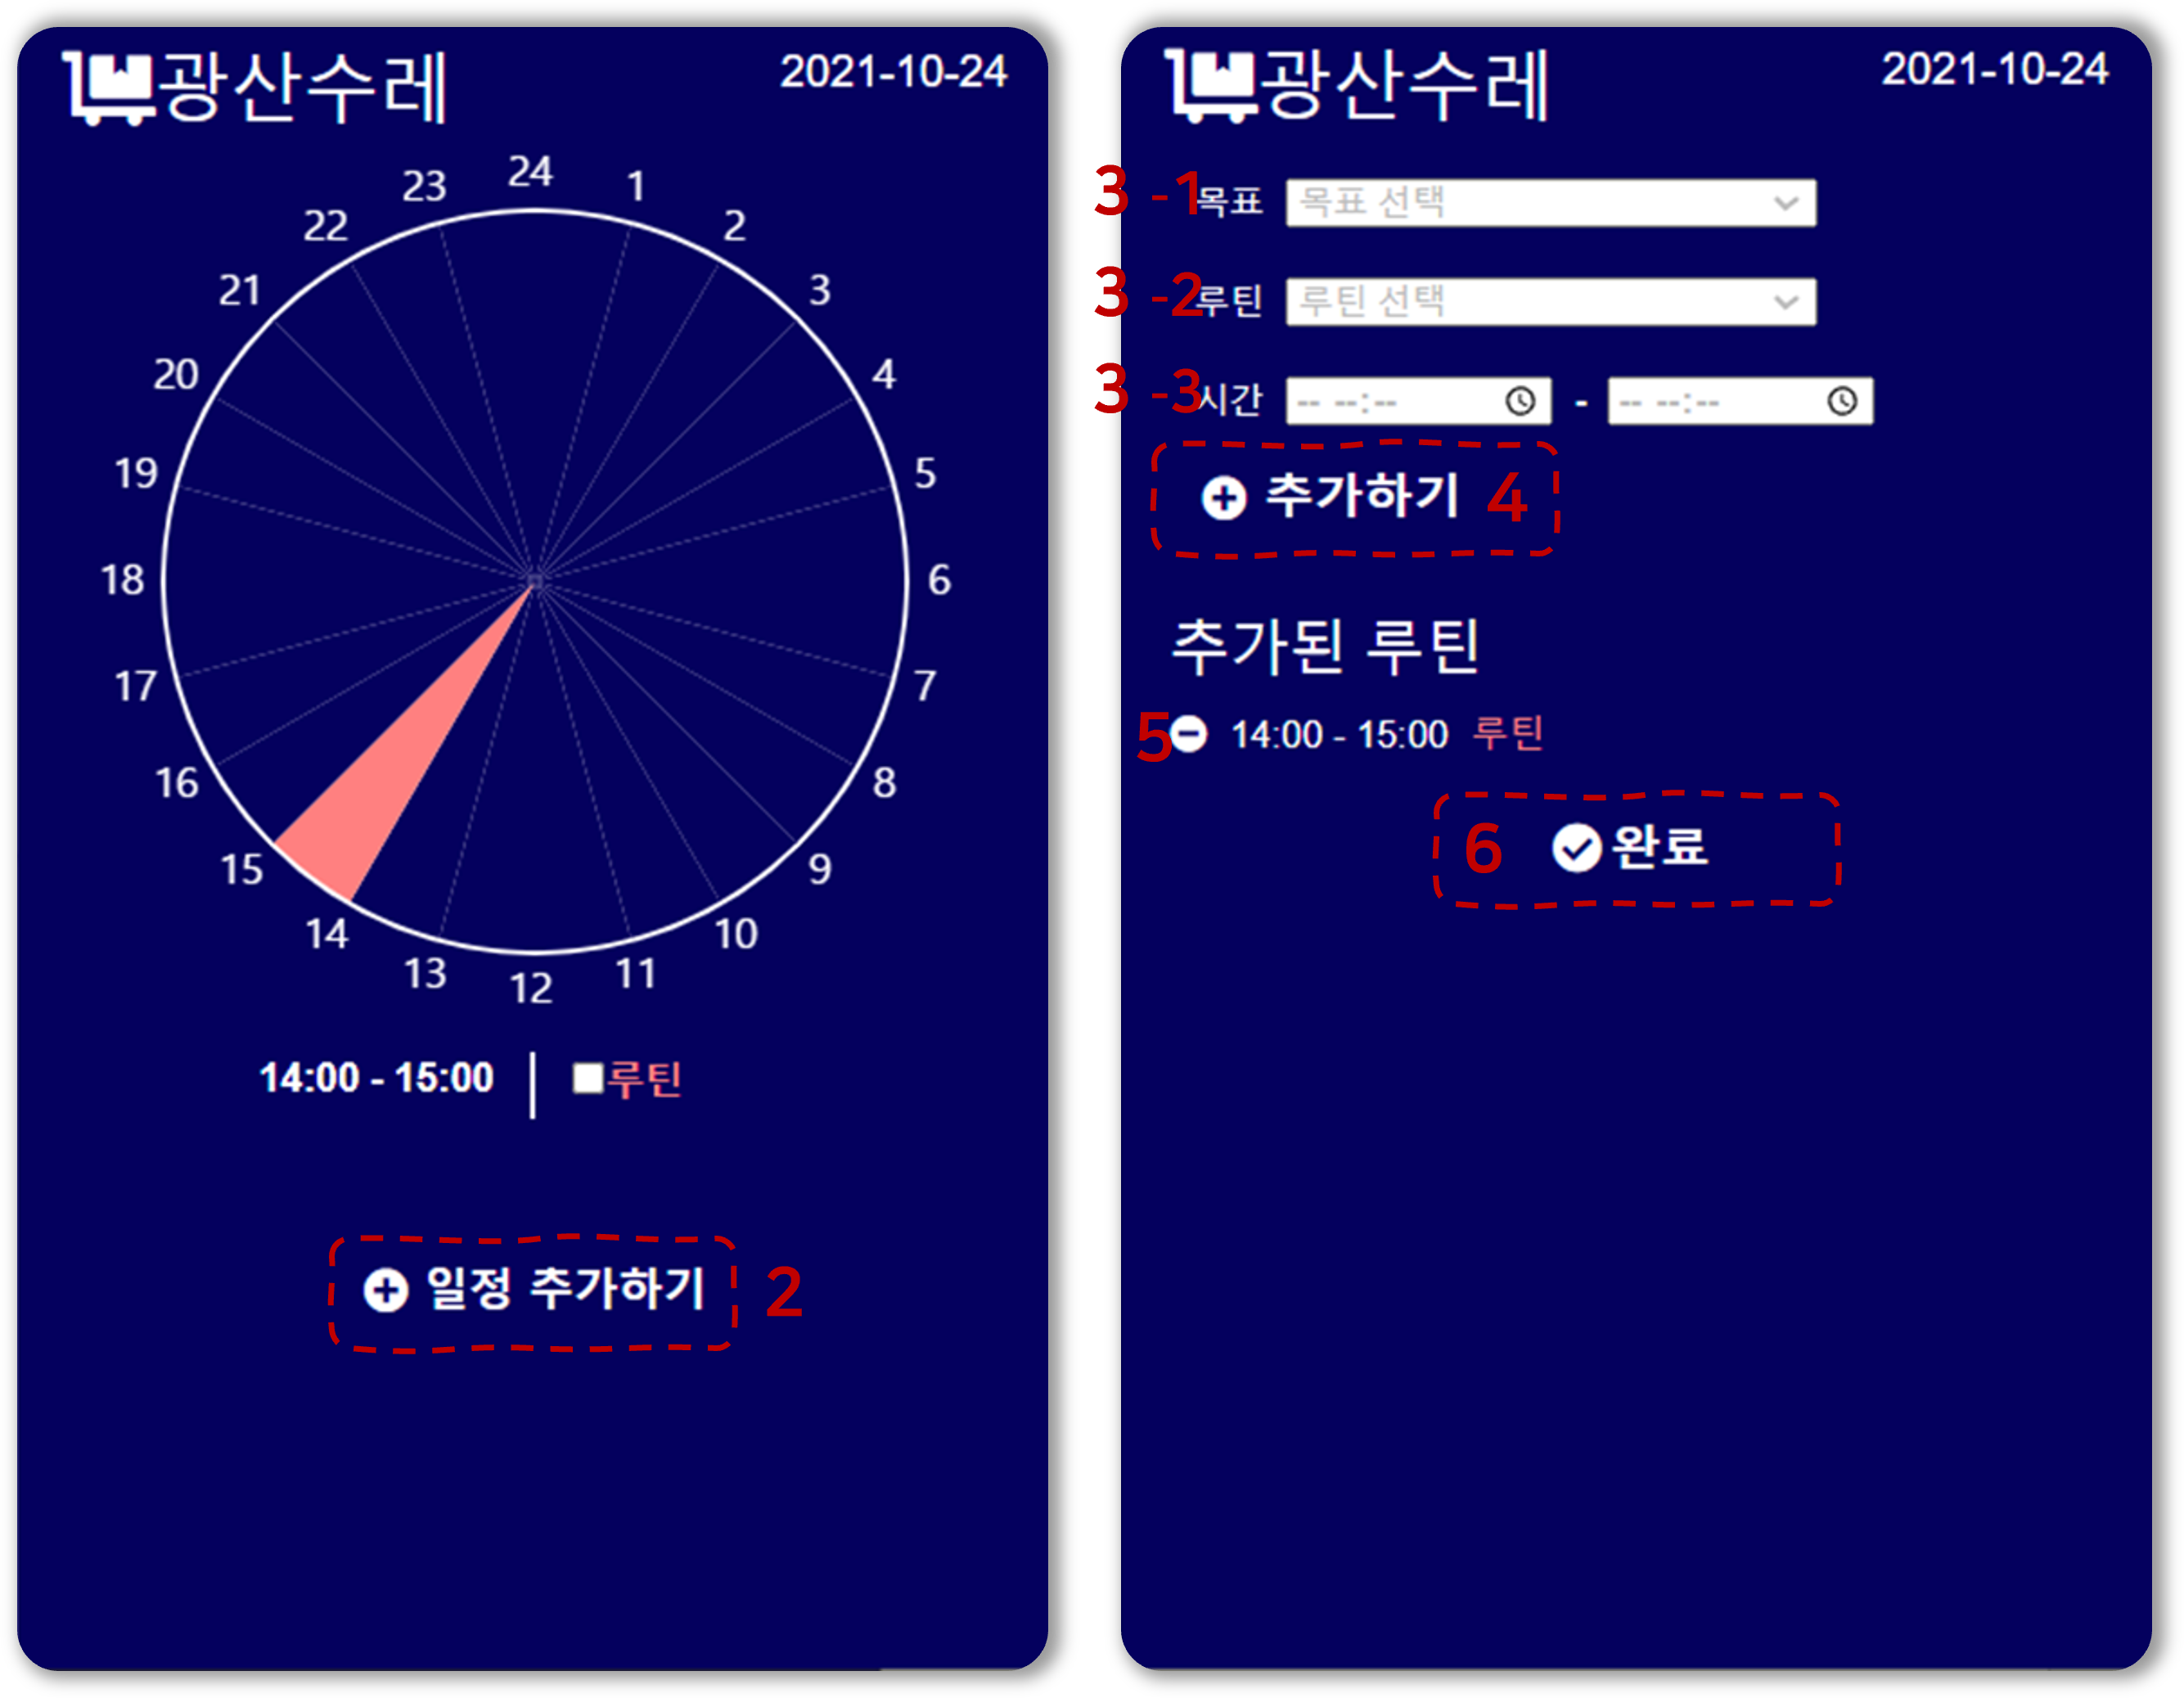 광산수레 2021-10-24
24
23 1
22 2
21 3
20 4
19 5
18 6
17 7
16 8
15 9
14 10
13 11
12
14:00 - 15:00 루틴
일정 추가하기 2
광산수레 2021-10-24
3 -1 목표 목표 선택
3 -2 루틴 루틴 선택
3 -3 시간 -- --:-- - -- --:--
추가하기 4
추가된 루틴
5 14:00 - 15:00 루틴
6 완료